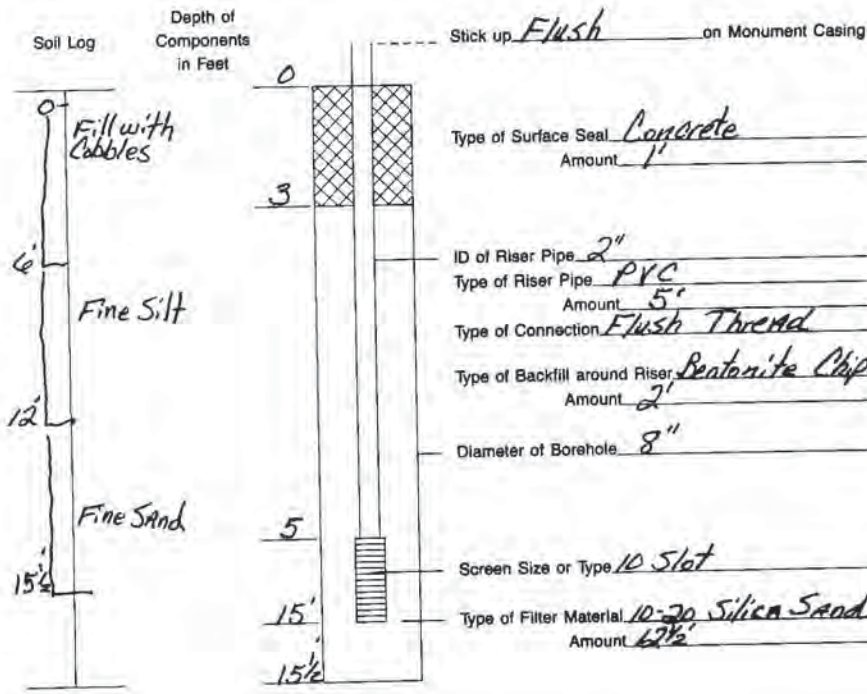 Soil Log
Depth of
Components
in Feet
Stick up Flush on Monument Casing
0
0
Fill with
Cobbles
Type of Surface Seal Concrete
Amount 1'
3
ID of Riser Pipe 2"
6'
Type of Riser Pipe PVC
Amount 5'
Fine Silt
Type of Connection Flush Thread
Type of Backfill around Riser Bentonite Chip
Amount 2'
12'
Diameter of Borehole 8"
Fine Sand
5
Screen Size or Type 10 Slot
15½'
15'
Type of Filter Material 10-20 Silica Sand
Amount 12½'
15½'